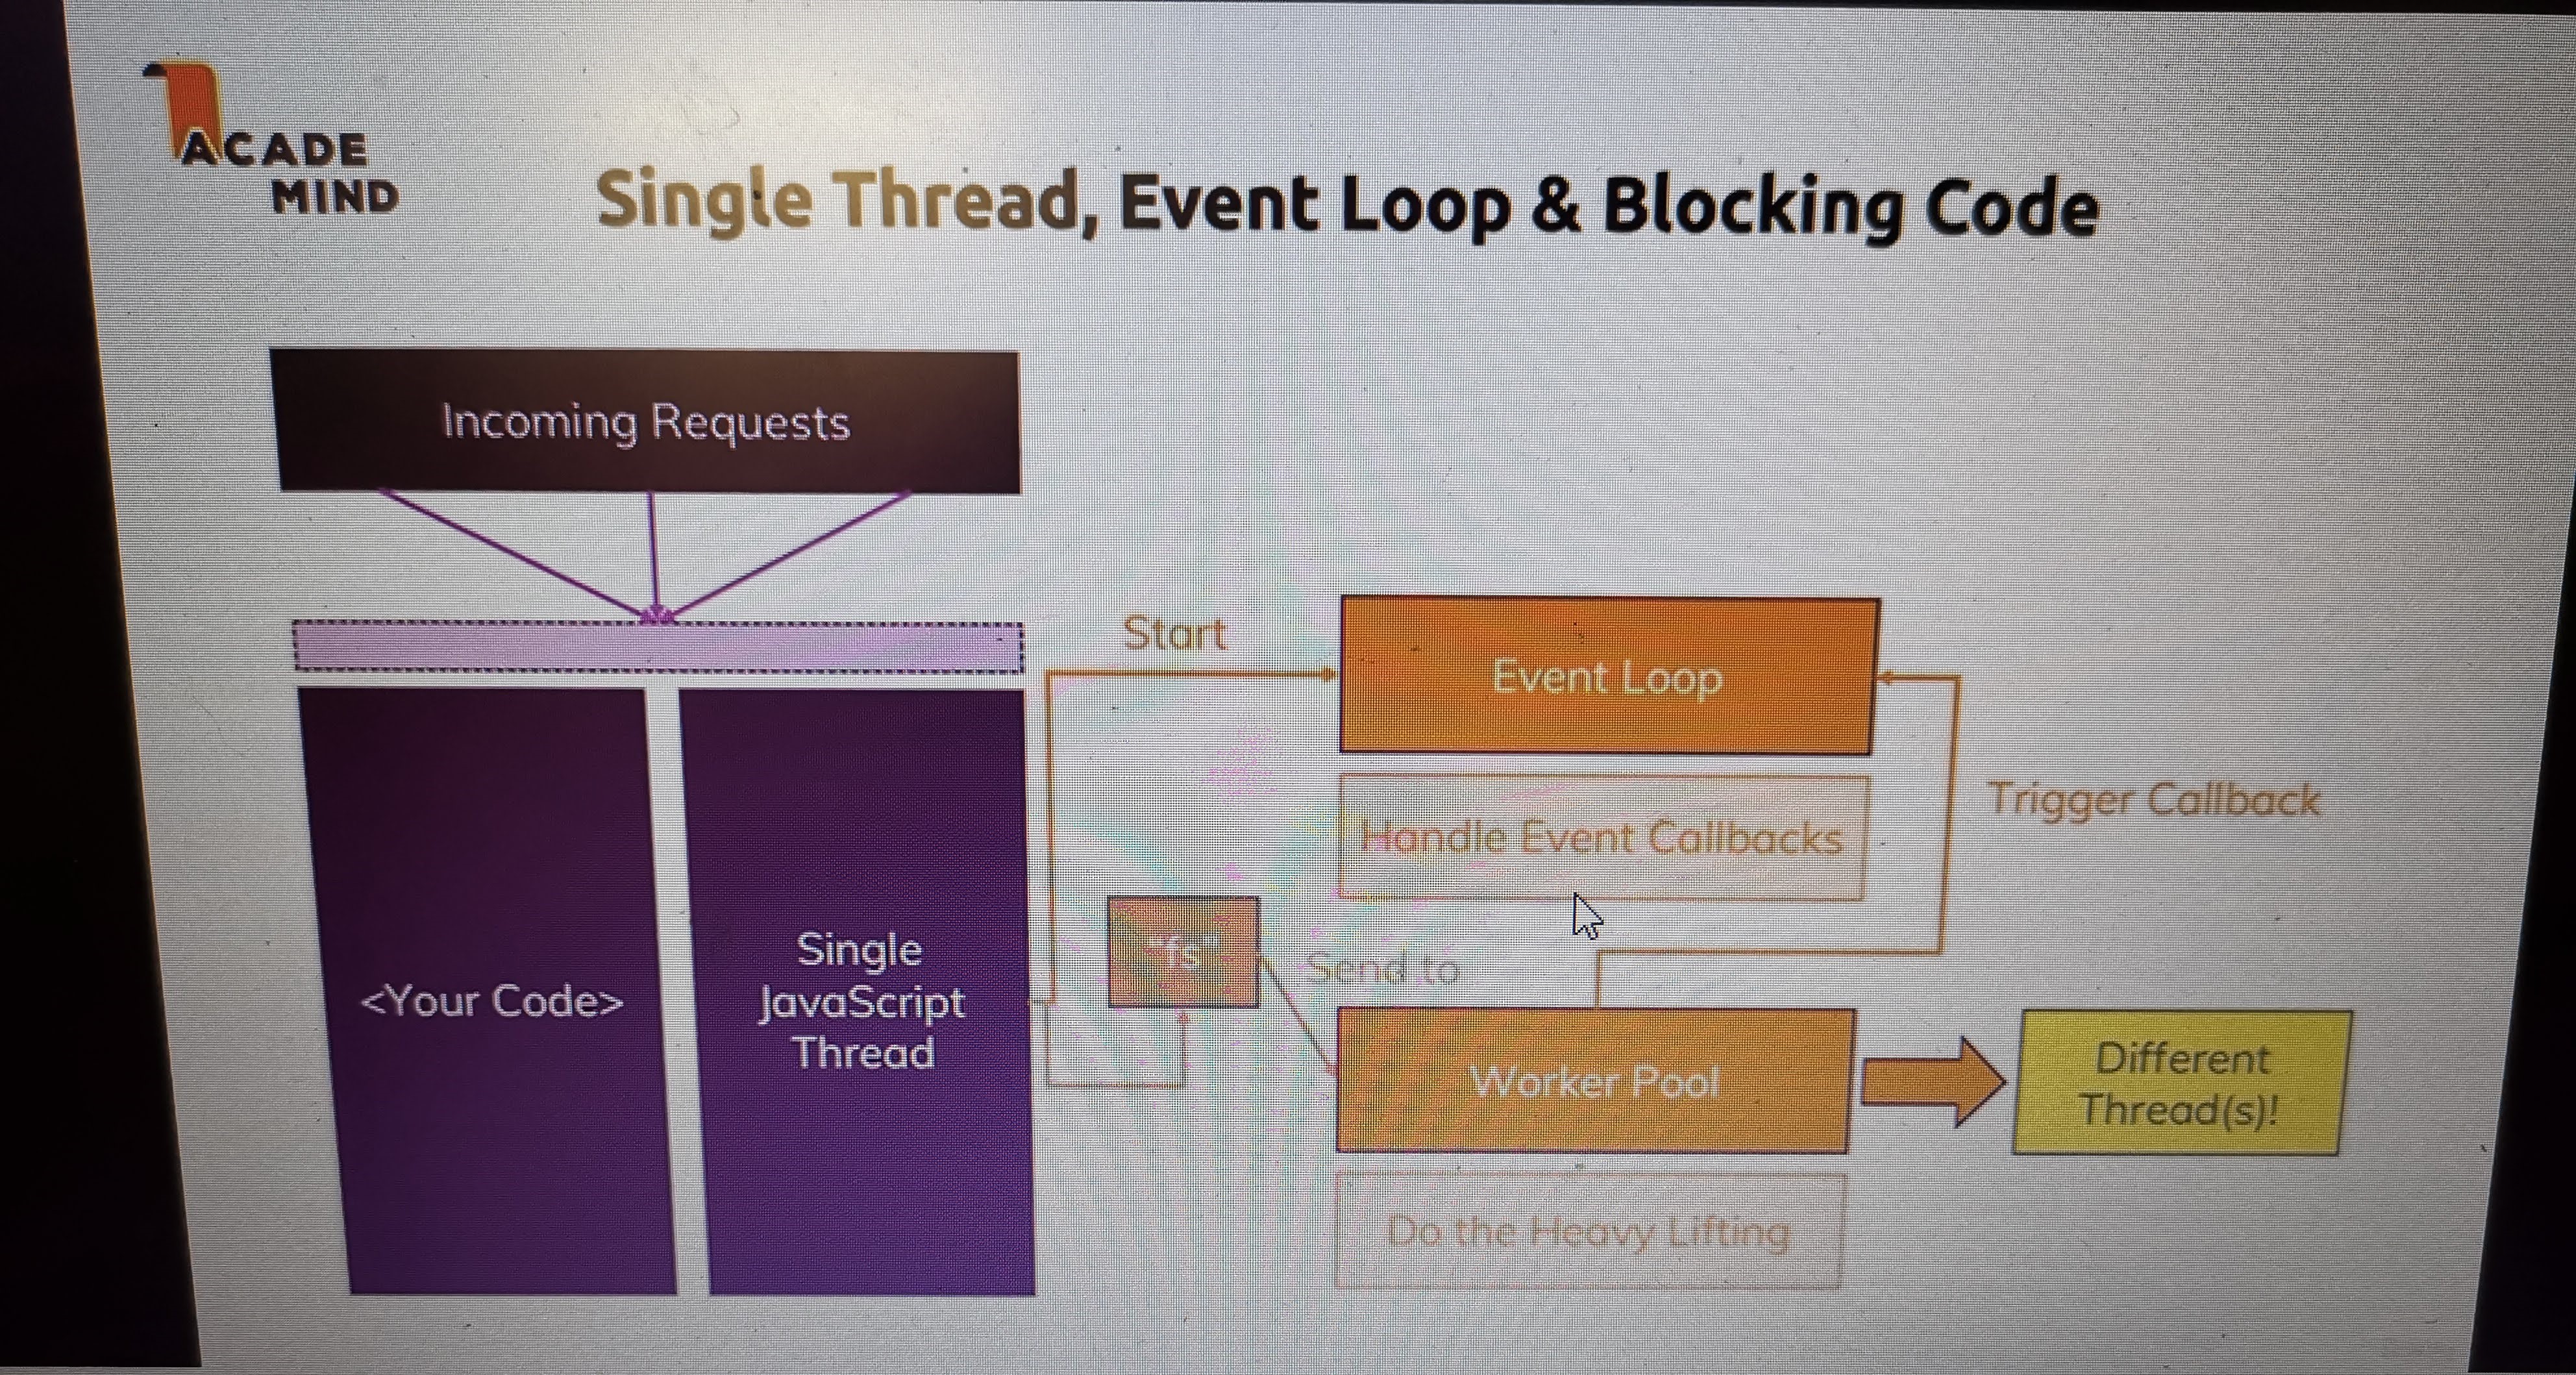 ACADE
MIND
Single Thread, Event Loop & Blocking Code
Incoming Requests
Start
Event Loop
Handle Event Callbacks
Trigger Callback
<Your Code>
Single
JavaScript
Thread
"fs"
Send to
Worker Pool
Different
Thread(s)!
Do the Heavy Lifting